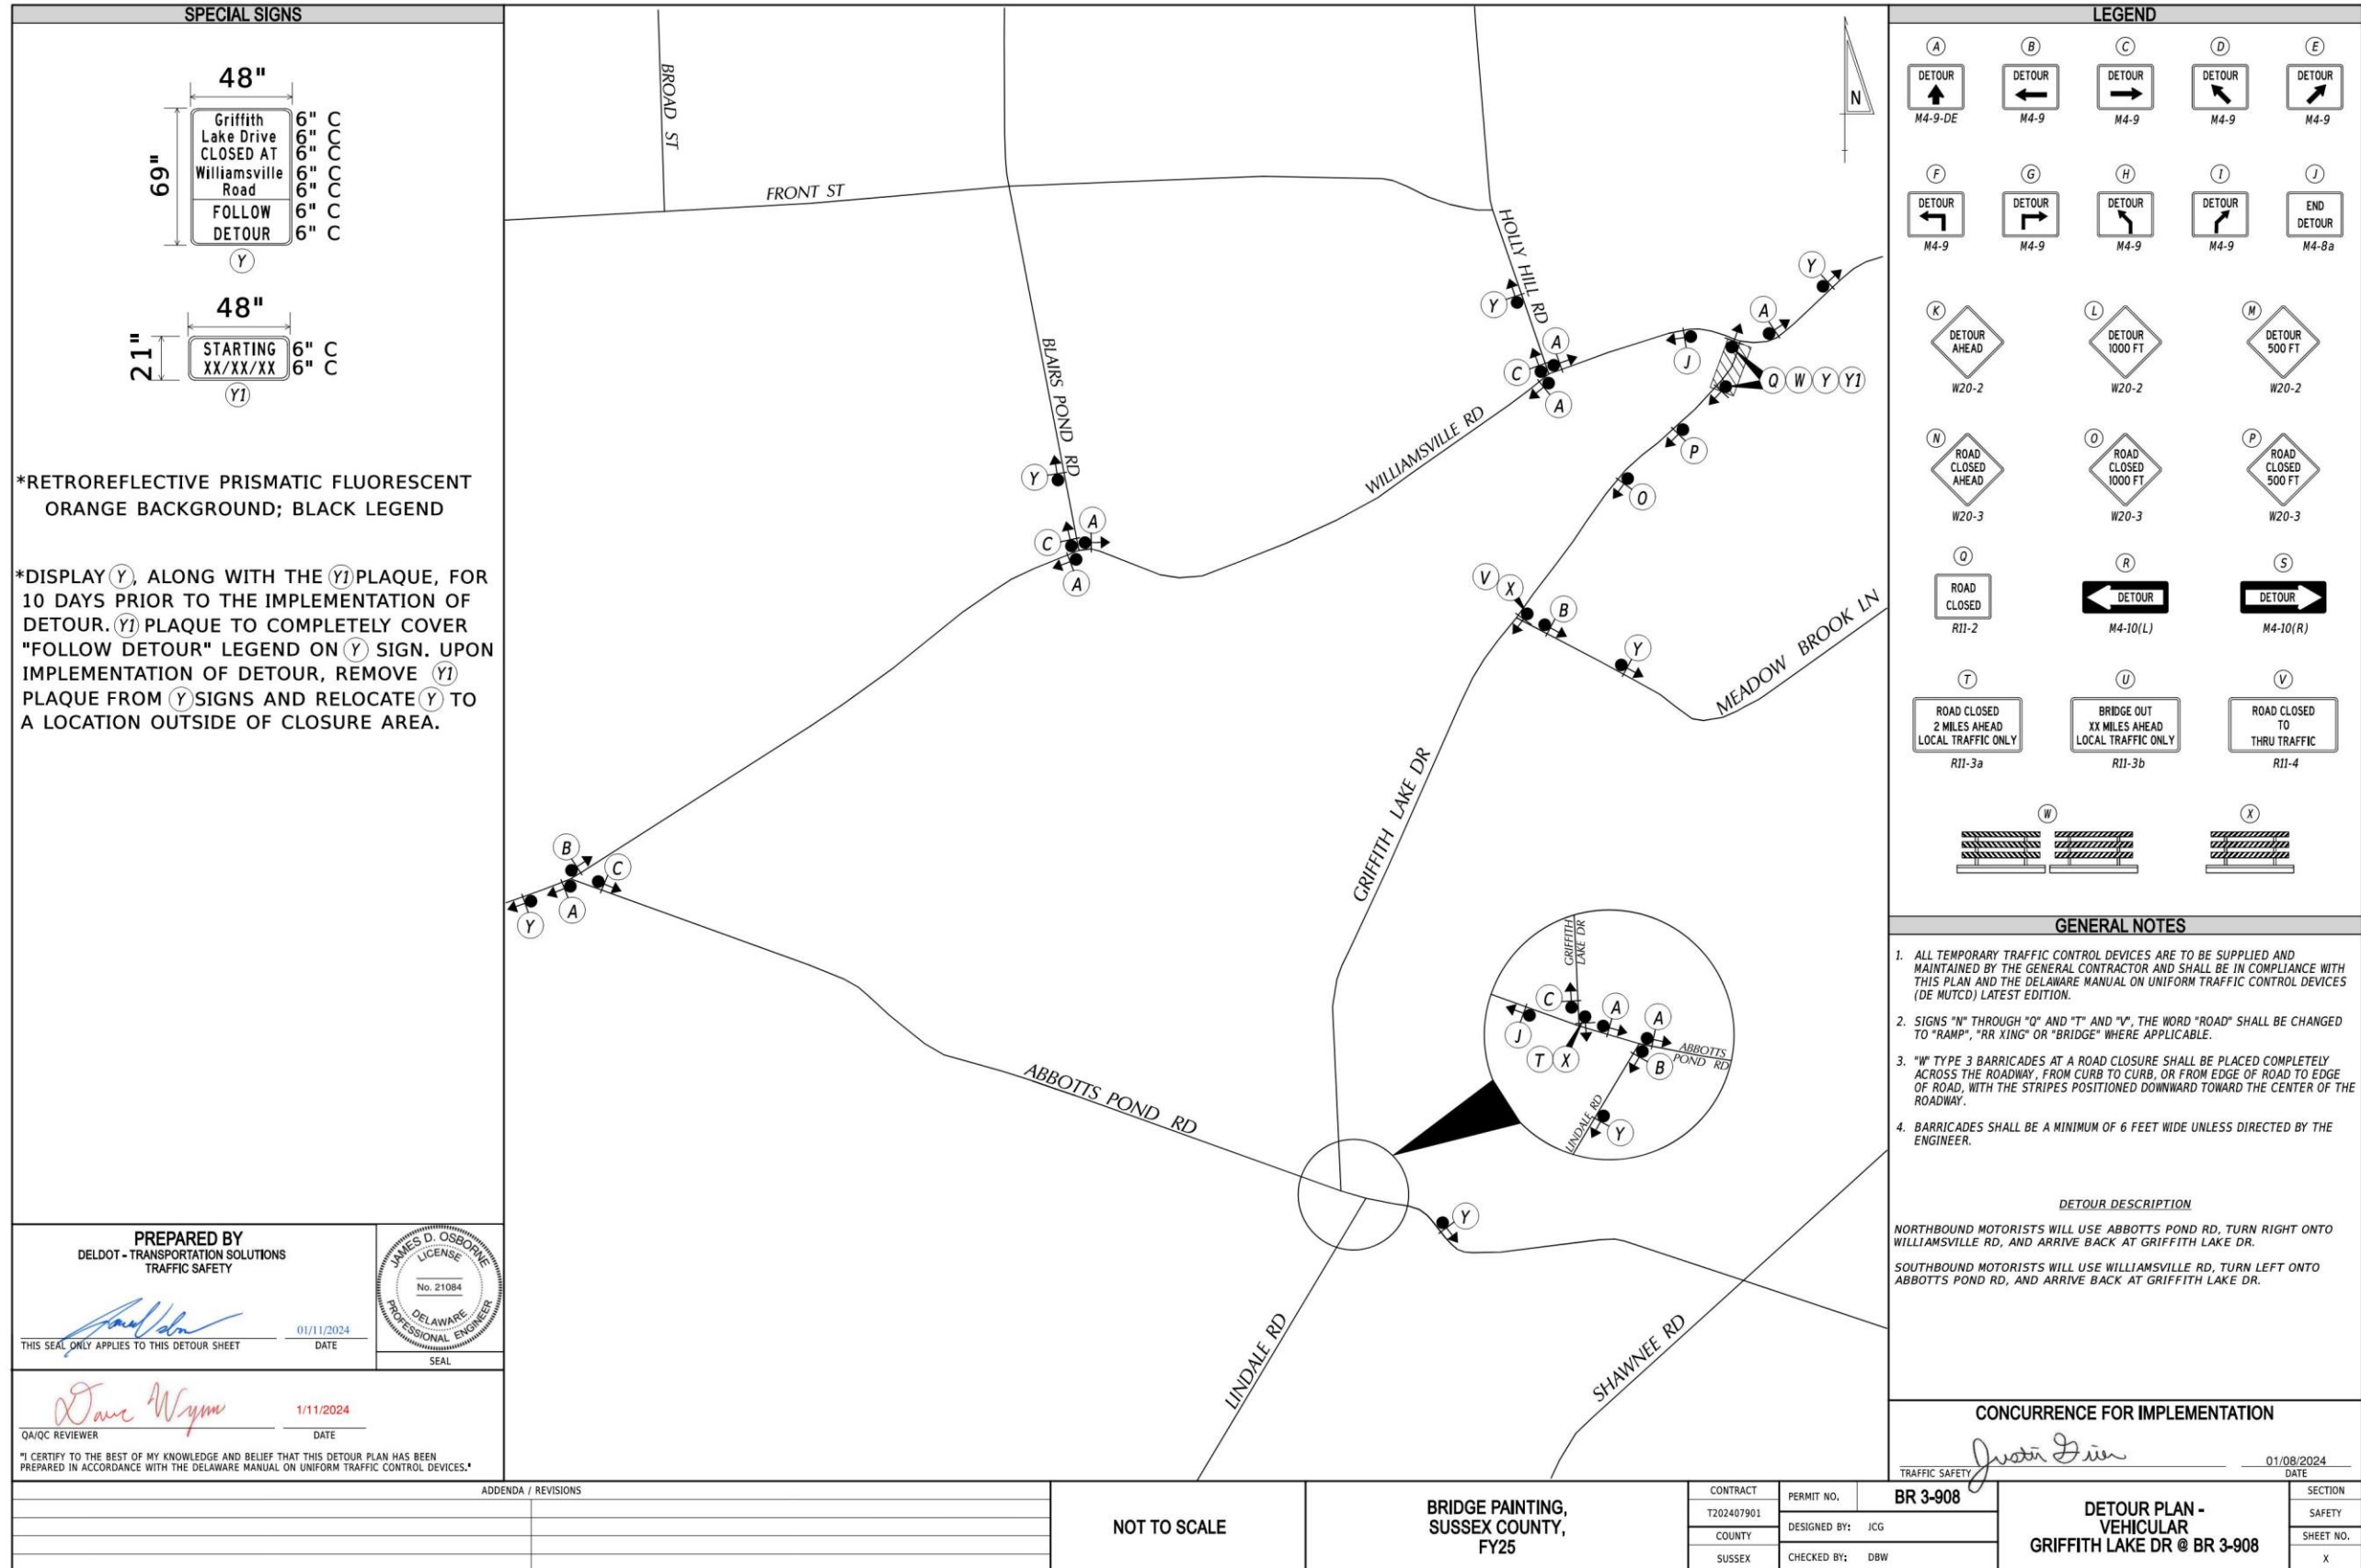 SPECIAL SIGNS
48"
69"
Griffith 6" C
Lake Drive 6" C
CLOSED AT 6" C
Williamsville 6" C
Road 6" C
FOLLOW 6" C
DETOUR 6" C
Y
48"
21"
STARTING 6" C
XX/XX/XX 6" C
Y1
*RETROREFLECTIVE PRISMATIC FLUORESCENT
ORANGE BACKGROUND; BLACK LEGEND
*DISPLAY Y, ALONG WITH THE Y1 PLAQUE, FOR
10 DAYS PRIOR TO THE IMPLEMENTATION OF
DETOUR. Y1 PLAQUE TO COMPLETELY COVER
"FOLLOW DETOUR" LEGEND ON Y SIGN. UPON
IMPLEMENTATION OF DETOUR, REMOVE Y1
PLAQUE FROM Y SIGNS AND RELOCATE Y TO
A LOCATION OUTSIDE OF CLOSURE AREA.
PREPARED BY
DELDOT - TRANSPORTATION SOLUTIONS
TRAFFIC SAFETY
01/11/2024
THIS SEAL ONLY APPLIES TO THIS DETOUR SHEET
DATE
JAMES D. OSBORNE
LICENSE
No. 21084
DELAWARE
PROFESSIONAL ENGINEER
SEAL
Dave Wynn
1/11/2024
QA/QC REVIEWER
DATE
"I CERTIFY TO THE BEST OF MY KNOWLEDGE AND BELIEF THAT THIS DETOUR PLAN HAS BEEN
PREPARED IN ACCORDANCE WITH THE DELAWARE MANUAL ON UNIFORM TRAFFIC CONTROL DEVICES."
BROAD ST
FRONT ST
HOLLY HILL RD
N
BLAIRS POND RD
WILLIAMSVILLE RD
Y
Y
A
A
J
C
A
Q W Y Y1
P
O
Y
A
C
A
V X
B
Y
MEADOW BROOK LN
GRIFFITH LAKE DR
B
C
A
Y
GRIFFITH
LAKE DR
C
A
A
J
T X
B
ABBOTTS
POND RD
LINDALE RD
Y
ABBOTTS POND RD
Y
LINDALE RD
SHAWNEE RD
LEGEND
A B C D E
DETOUR DETOUR DETOUR DETOUR DETOUR
M4-9-DE M4-9 M4-9 M4-9 M4-9
F G H I J
DETOUR DETOUR DETOUR DETOUR END
DETOUR
M4-9 M4-9 M4-9 M4-9 M4-8a
K L M
DETOUR DETOUR DETOUR
AHEAD 1000 FT 500 FT
W20-2 W20-2 W20-2
N O P
ROAD ROAD ROAD
CLOSED CLOSED CLOSED
AHEAD 1000 FT 500 FT
W20-3 W20-3 W20-3
Q R S
ROAD
CLOSED
DETOUR DETOUR
R11-2 M4-10(L) M4-10(R)
T U V
ROAD CLOSED BRIDGE OUT ROAD CLOSED
2 MILES AHEAD XX MILES AHEAD TO
LOCAL TRAFFIC ONLY LOCAL TRAFFIC ONLY THRU TRAFFIC
R11-3a R11-3b R11-4
W X
GENERAL NOTES
1. ALL TEMPORARY TRAFFIC CONTROL DEVICES ARE TO BE SUPPLIED AND
MAINTAINED BY THE GENERAL CONTRACTOR AND SHALL BE IN COMPLIANCE WITH
THIS PLAN AND THE DELAWARE MANUAL ON UNIFORM TRAFFIC CONTROL DEVICES
(DE MUTCD) LATEST EDITION.
2. SIGNS "N" THROUGH "Q" AND "T" AND "V", THE WORD "ROAD" SHALL BE CHANGED
TO "RAMP", "RR XING" OR "BRIDGE" WHERE APPLICABLE.
3. "W" TYPE 3 BARRICADES AT A ROAD CLOSURE SHALL BE PLACED COMPLETELY
ACROSS THE ROADWAY, FROM CURB TO CURB, OR FROM EDGE OF ROAD TO EDGE
OF ROAD, WITH THE STRIPES POSITIONED DOWNWARD TOWARD THE CENTER OF THE
ROADWAY.
4. BARRICADES SHALL BE A MINIMUM OF 6 FEET WIDE UNLESS DIRECTED BY THE
ENGINEER.
DETOUR DESCRIPTION
NORTHBOUND MOTORISTS WILL USE ABBOTTS POND RD, TURN RIGHT ONTO
WILLIAMSVILLE RD, AND ARRIVE BACK AT GRIFFITH LAKE DR.
SOUTHBOUND MOTORISTS WILL USE WILLIAMSVILLE RD, TURN LEFT ONTO
ABBOTTS POND RD, AND ARRIVE BACK AT GRIFFITH LAKE DR.
CONCURRENCE FOR IMPLEMENTATION
01/08/2024
TRAFFIC SAFETY
DATE
ADDENDA / REVISIONS
NOT TO SCALE
BRIDGE PAINTING,
SUSSEX COUNTY,
FY25
CONTRACT
T202407901
COUNTY
SUSSEX
PERMIT NO. BR 3-908
DESIGNED BY: JCG
CHECKED BY: DBW
DETOUR PLAN -
VEHICULAR
GRIFFITH LAKE DR @ BR 3-908
SECTION
SAFETY
SHEET NO.
X